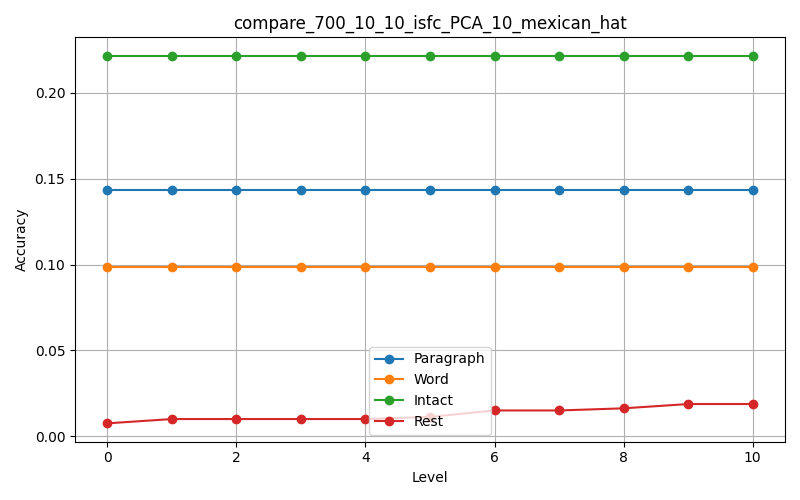 compare_700_10_10_isfc_PCA_10_mexican_hat
Accuracy
0.20
0.15
0.10
0.05
0.00
Paragraph
Word
Intact
Rest
0 2 4 6 8 10
Level